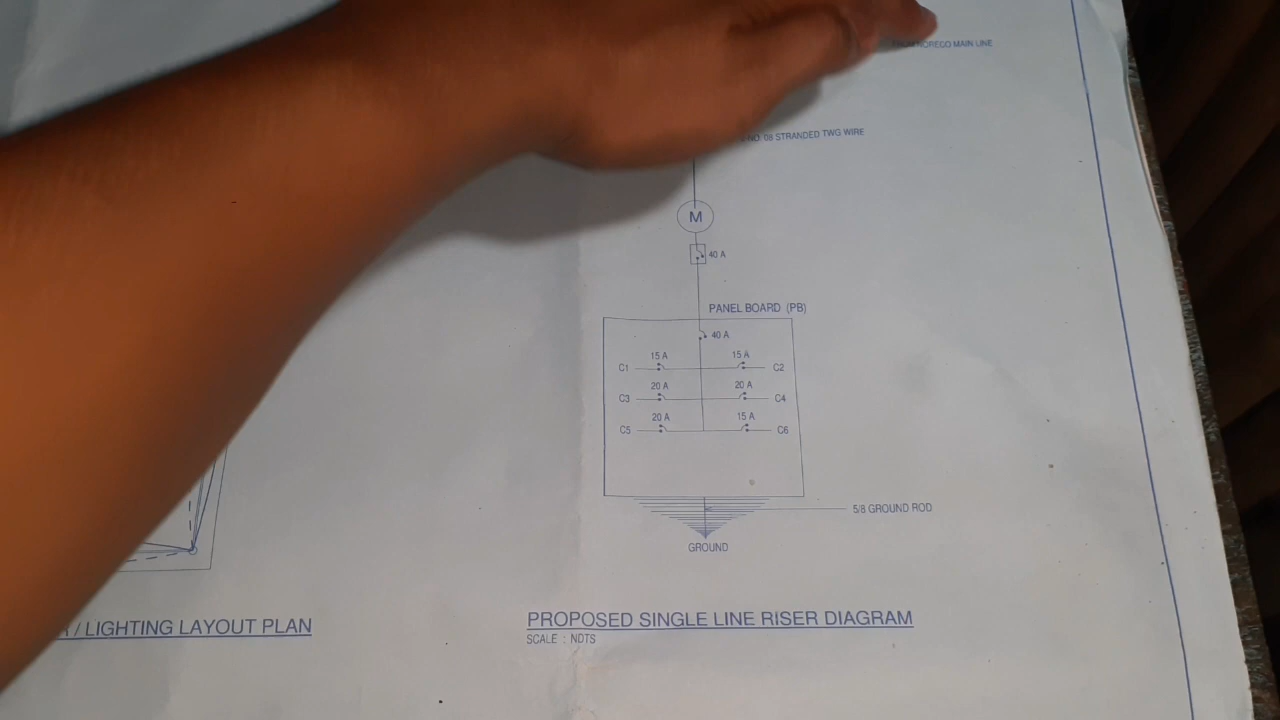 NORECO MAIN LINE
NO. 08 STRANDED TWG WIRE
M
40 A
PANEL BOARD (PB)
40 A
15 A 15 A
C1 C2
20 A 20 A
C3 C4
20 A 15 A
C5 C6
5/8 GROUND ROD
GROUND
/ LIGHTING LAYOUT PLAN
PROPOSED SINGLE LINE RISER DIAGRAM
SCALE : NDTS